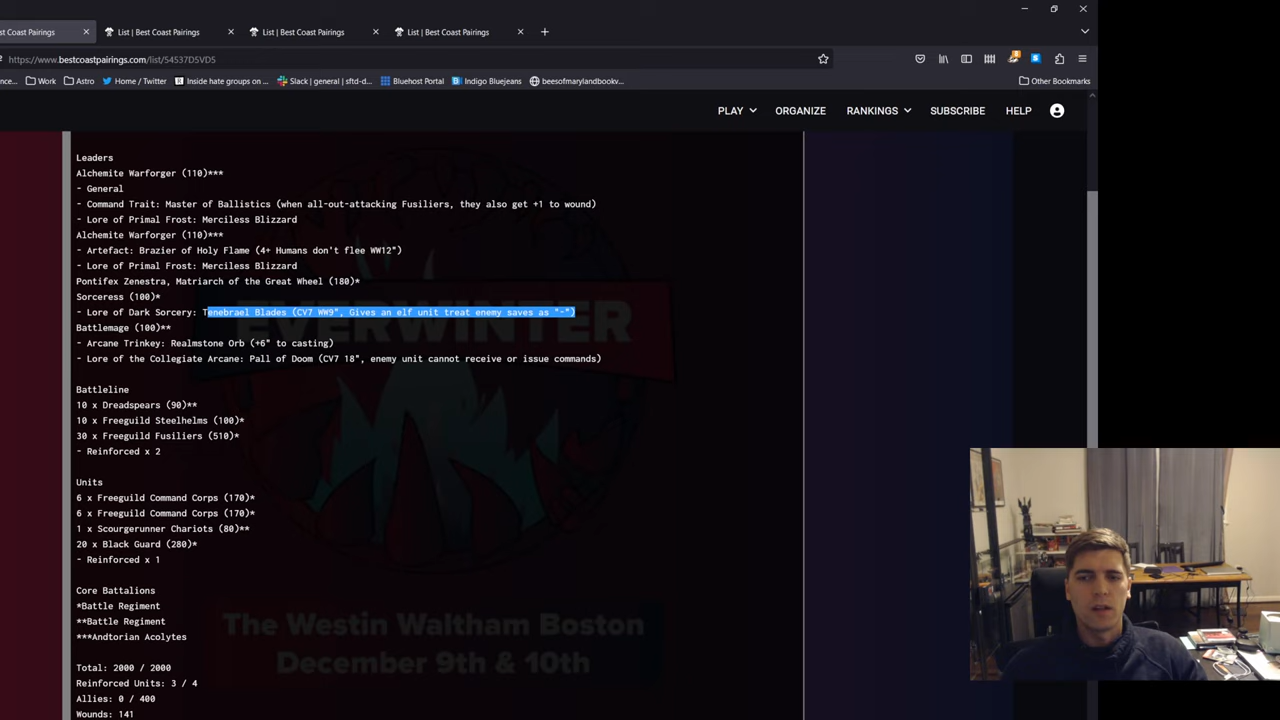 st Coast Pairings
List | Best Coast Pairings
List | Best Coast Pairings
List | Best Coast Pairings
https://www.bestcoastpairings.com/list/54537D5VD5
nce...
Work
Astro
Home / Twitter
Inside hate groups on ...
Slack | general | sftd-d...
Bluehost Portal
Indigo Bluejeans
beesofmarylandbookv...
Other Bookmarks
PLAY
ORGANIZE
RANKINGS
SUBSCRIBE
HELP
Leaders
Alchemite Warforger (110)***
- General
- Command Trait: Master of Ballistics (when all-out-attacking Fusiliers, they also get +1 to wound)
- Lore of Primal Frost: Merciless Blizzard
Alchemite Warforger (110)***
- Artefact: Brazier of Holy Flame (4+ Humans don't flee WW12")
- Lore of Primal Frost: Merciless Blizzard
Pontifex Zenestra, Matriarch of the Great Wheel (180)*
Sorceress (100)*
- Lore of Dark Sorcery: Tenebrael Blades (CV7 WW9", Gives an elf unit treat enemy saves as "-")
Battlemage (100)**
- Arcane Trinkey: Realmstone Orb (+6" to casting)
- Lore of the Collegiate Arcane: Pall of Doom (CV7 18", enemy unit cannot receive or issue commands)
Battleline
10 x Dreadspears (90)**
10 x Freeguild Steelhelms (100)*
30 x Freeguild Fusiliers (510)*
- Reinforced x 2
Units
6 x Freeguild Command Corps (170)*
6 x Freeguild Command Corps (170)*
1 x Scourgerunner Chariots (80)**
20 x Black Guard (280)*
- Reinforced x 1
Core Battalions
*Battle Regiment
**Battle Regiment
***Andtorian Acolytes
Total: 2000 / 2000
Reinforced Units: 3 / 4
Allies: 0 / 400
Wounds: 141
EVERWINTER
The Westin Waltham Boston
December 9th & 10th